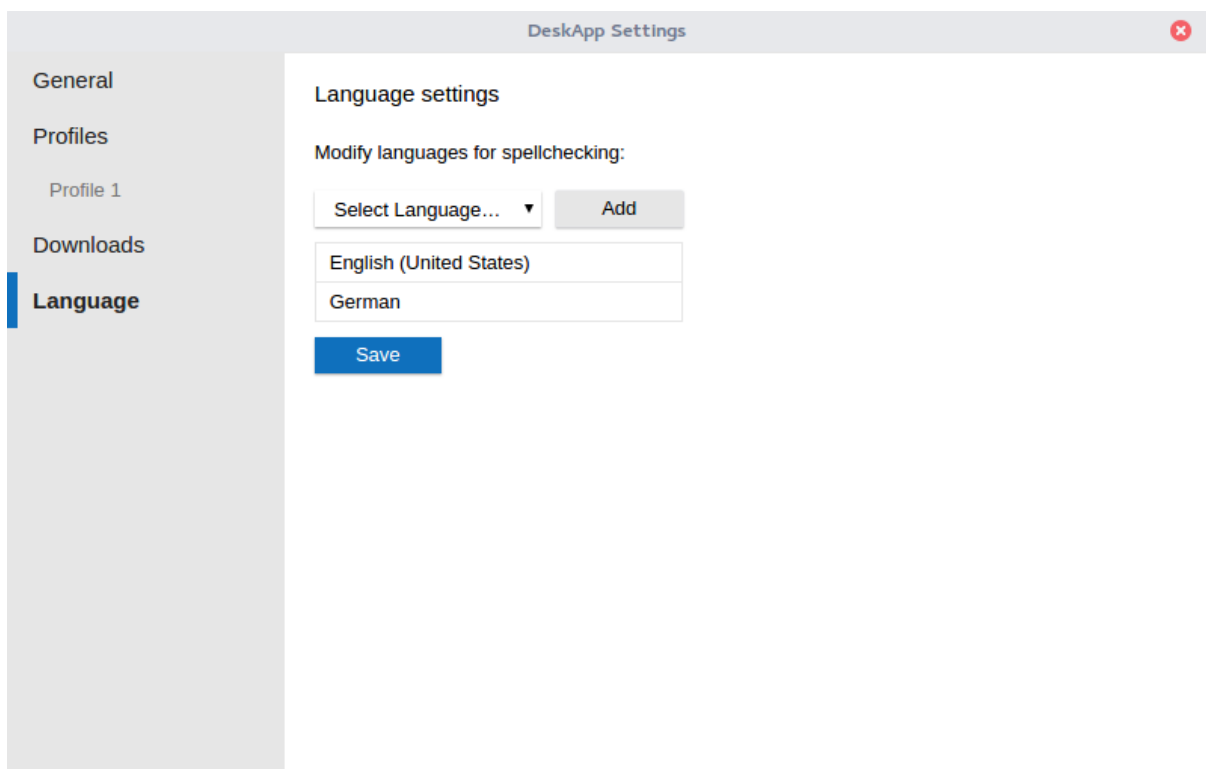 DeskApp Settings
General
Profiles
Profile 1
Downloads
Language
Language settings
Modify languages for spellchecking:
Select Language...
Add
English (United States)
German
Save